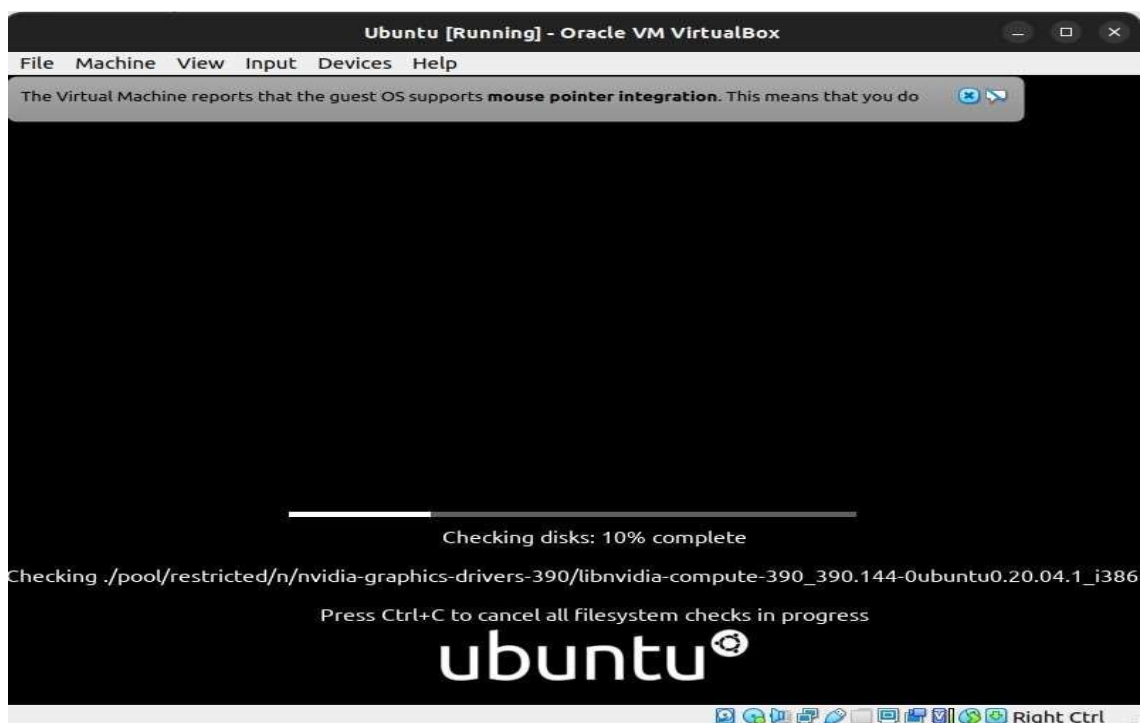 Ubuntu [Running] - Oracle VM VirtualBox
File Machine View Input Devices Help
The Virtual Machine reports that the guest OS supports mouse pointer integration. This means that you do
Checking disks: 10% complete
Checking ./pool/restricted/n/nvidia-graphics-drivers-390/libnvidia-compute-390_390.144-0ubuntu0.20.04.1_i386
Press Ctrl+C to cancel all filesystem checks in progress
ubuntu
Right Ctrl